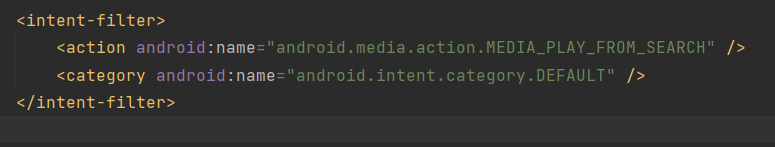 <intent-filter>
    <action android:name="android.media.action.MEDIA_PLAY_FROM_SEARCH" />
    <category android:name="android.intent.category.DEFAULT" />
</intent-filter>